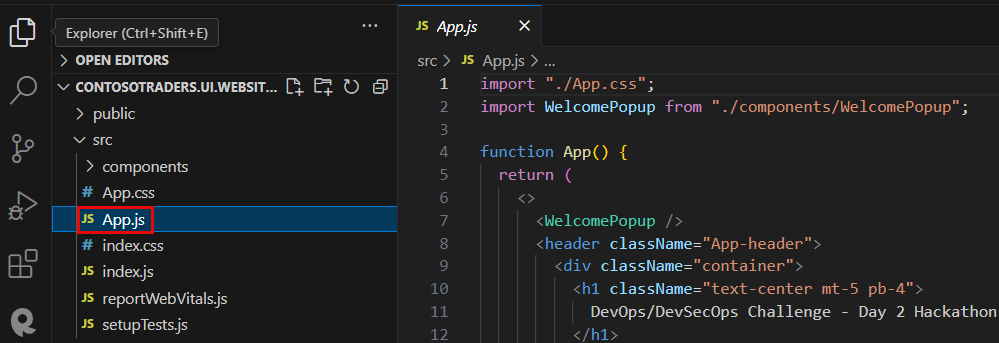 Explorer (Ctrl+Shift+E)
...
OPEN EDITORS
CONTOSOTRADERS.UI.WEBSIT...
public
src
components
# App.css
JS App.js
# index.css
JS index.js
JS reportWebVitals.js
JS setupTests.js
JS App.js ×
src > JS App.js > ...
1 import "./App.css";
2 import WelcomePopup from "./components/WelcomePopup";
3
4 function App() {
5 return (
6 <>
7 <WelcomePopup />
8 <header className="App-header">
9 <div className="container">
10 <h1 className="text-center mt-5 pb-4">
11 DevOps/DevSecOps Challenge - Day 2 Hackathon
12 </h1>